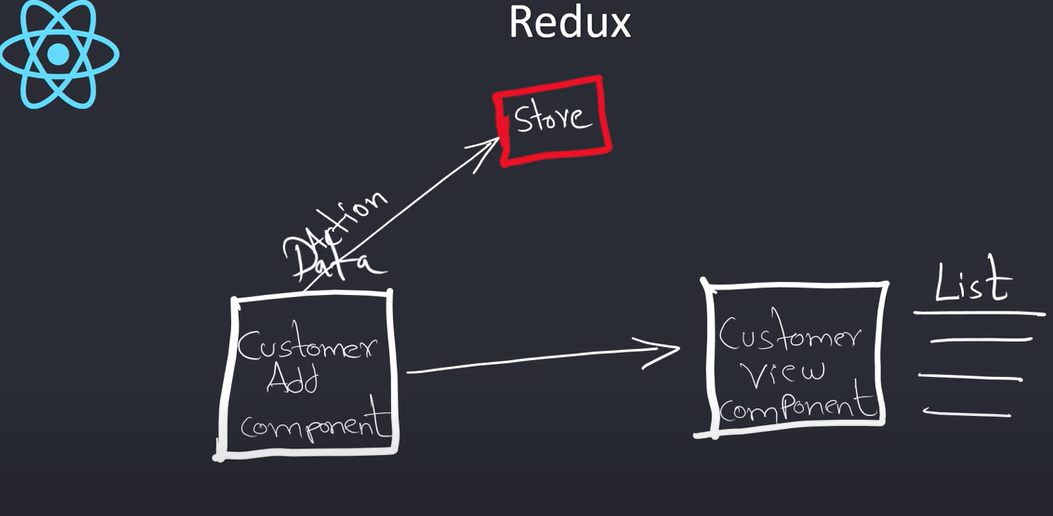 Redux
Store
Action
Data
Customer
Add
component
Customer
View
component
List